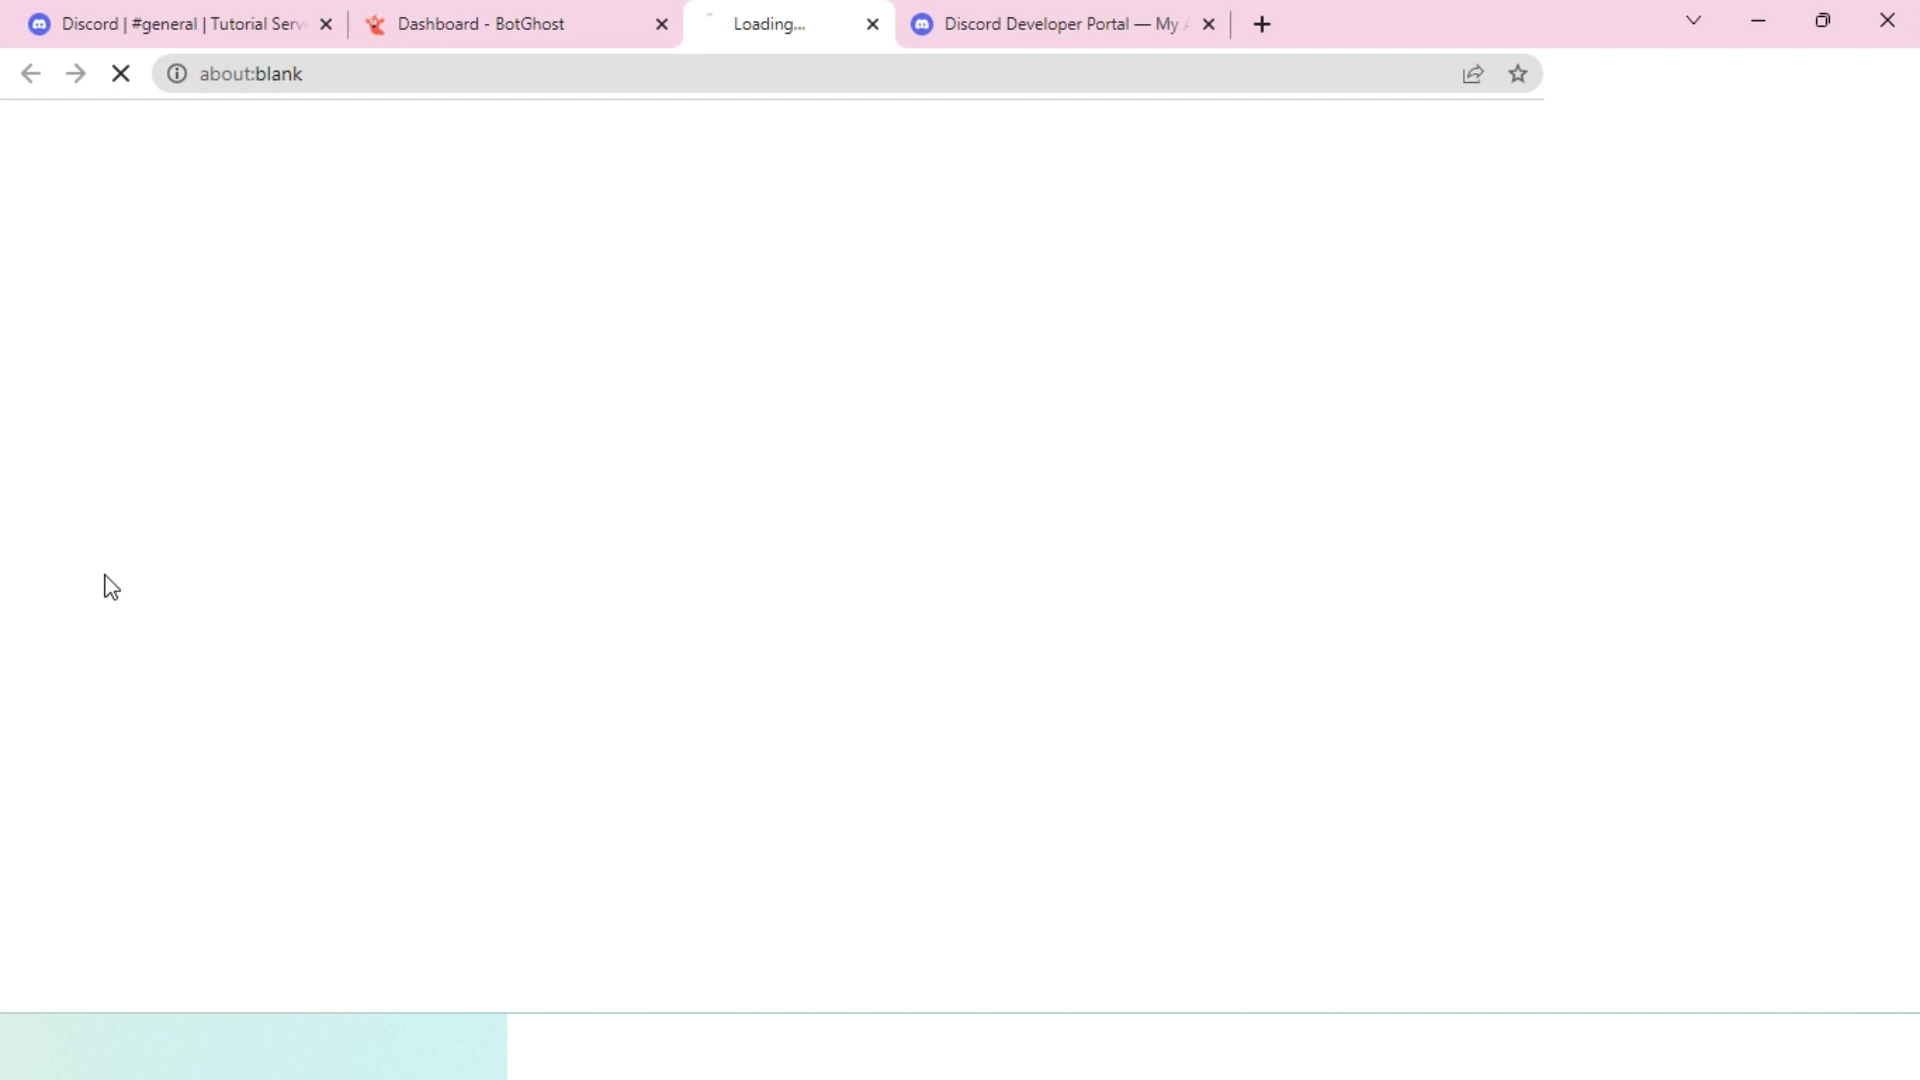 Discord | #general | Tutorial Serv
Dashboard - BotGhost
Loading...
Discord Developer Portal — My
about:blank